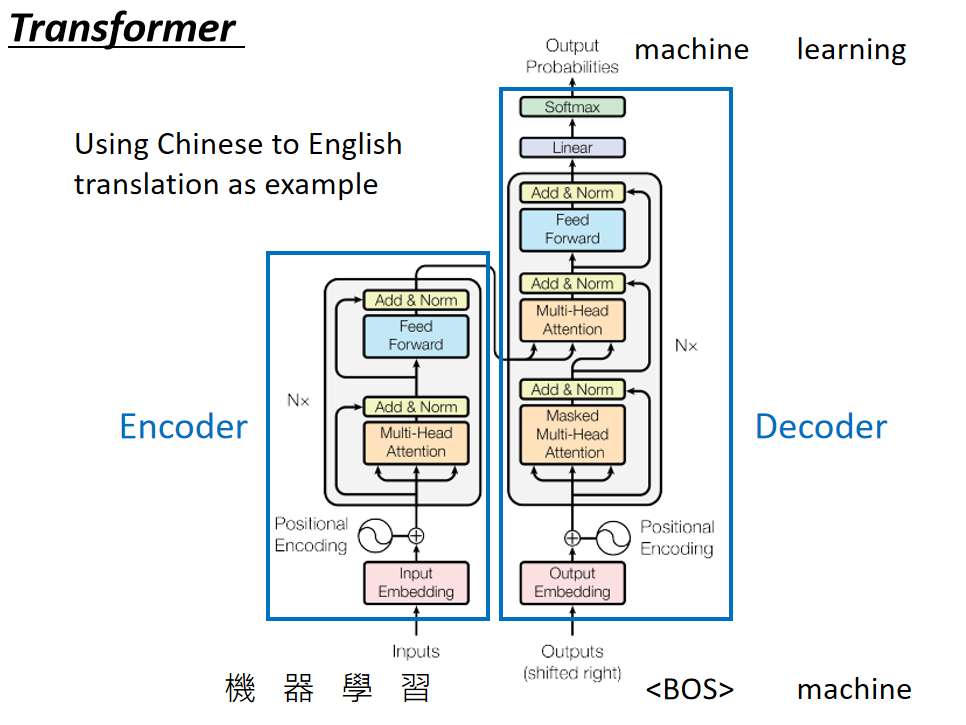 Transformer
Using Chinese to English
translation as example
Output
Probabilities
machine learning
Softmax
Linear
Add & Norm
Feed
Forward
Add & Norm
Multi-Head
Attention
Nx
Add & Norm
Masked
Multi-Head
Attention
Decoder
Positional
Encoding
Output
Embedding
Outputs
(shifted right)
<BOS> machine
Encoder
Nx
Add & Norm
Feed
Forward
Add & Norm
Multi-Head
Attention
Positional
Encoding
Input
Embedding
Inputs
機 器 學 習